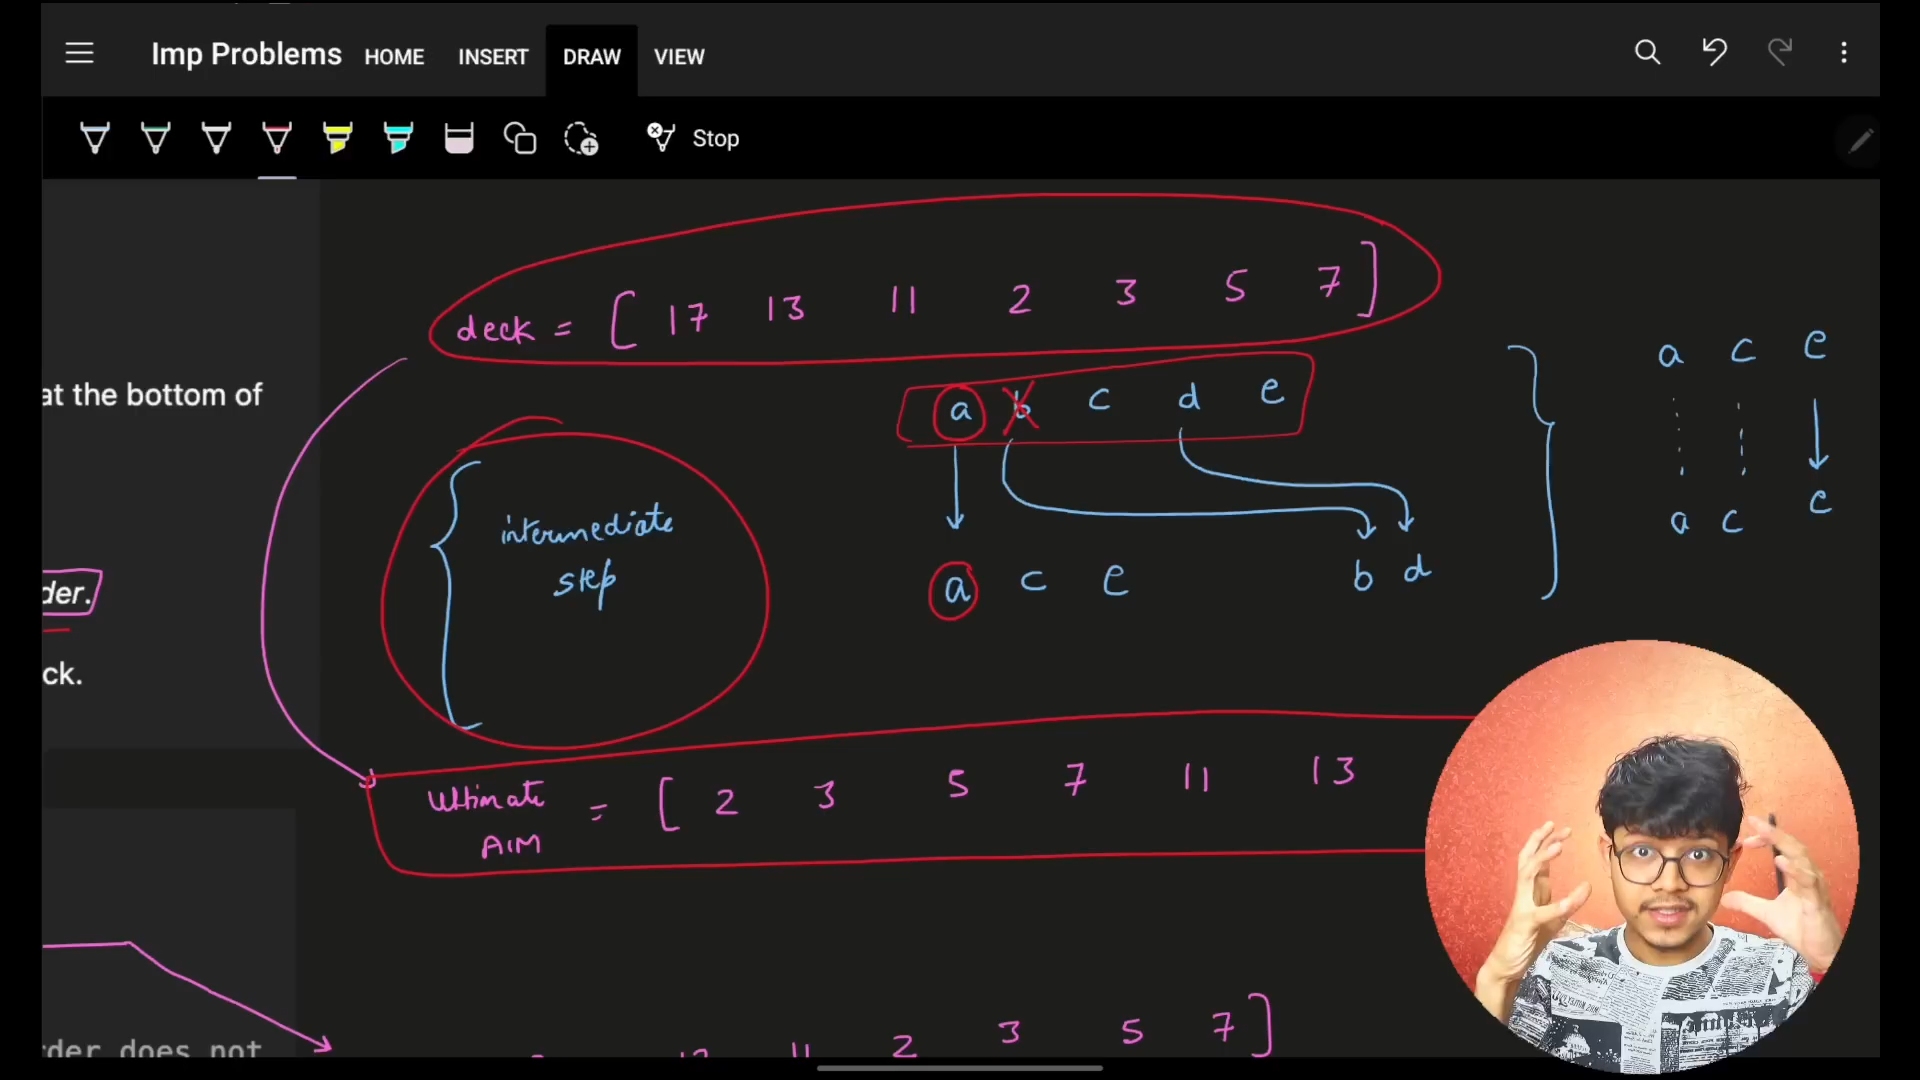 Imp Problems HOME INSERT DRAW VIEW
Stop
deck = [ 17 13 11 2 3 5 7 ]
a c e
a b c d e
at the bottom of
a c e
intermediate
step
a c e b d
der.
ck.
Ultimate
AIM
= [ 2 3 5 7 11 13
2 3 5 7 ]
rder does not